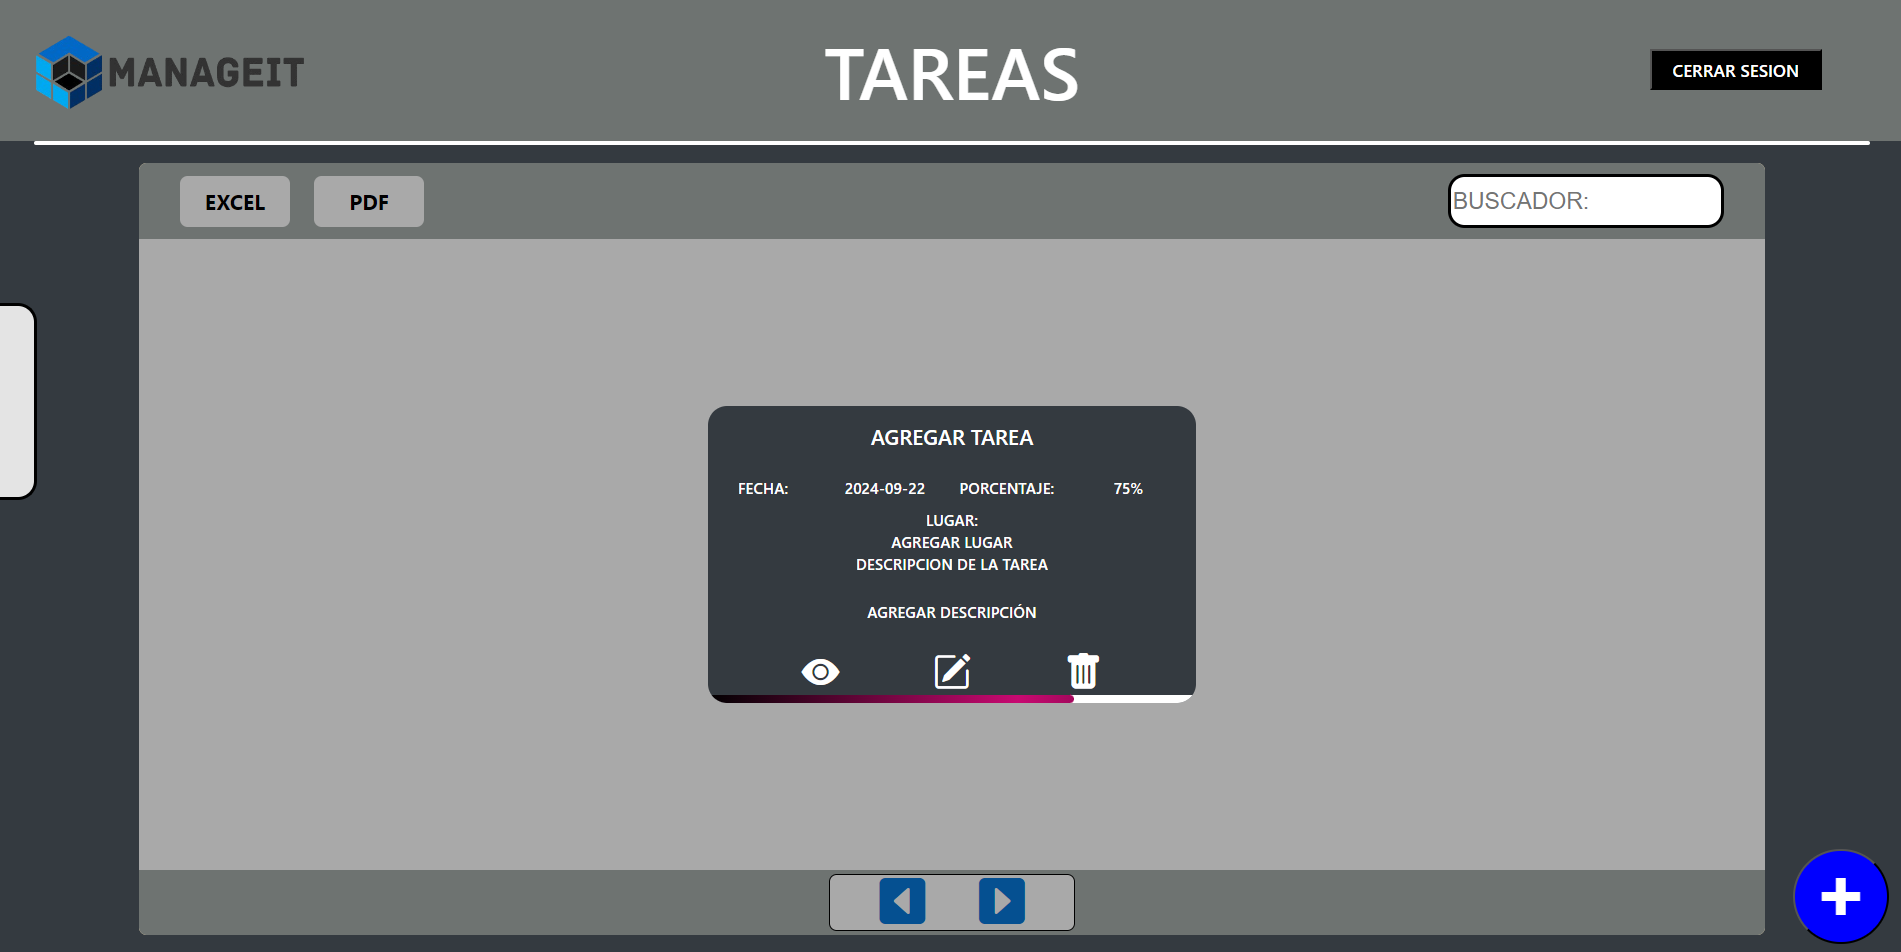 MANAGEIT
TAREAS
CERRAR SESION
EXCEL
PDF
BUSCADOR:
AGREGAR TAREA
FECHA: 2024-09-22 PORCENTAJE: 75%
LUGAR:
AGREGAR LUGAR
DESCRIPCION DE LA TAREA
AGREGAR DESCRIPCIÓN